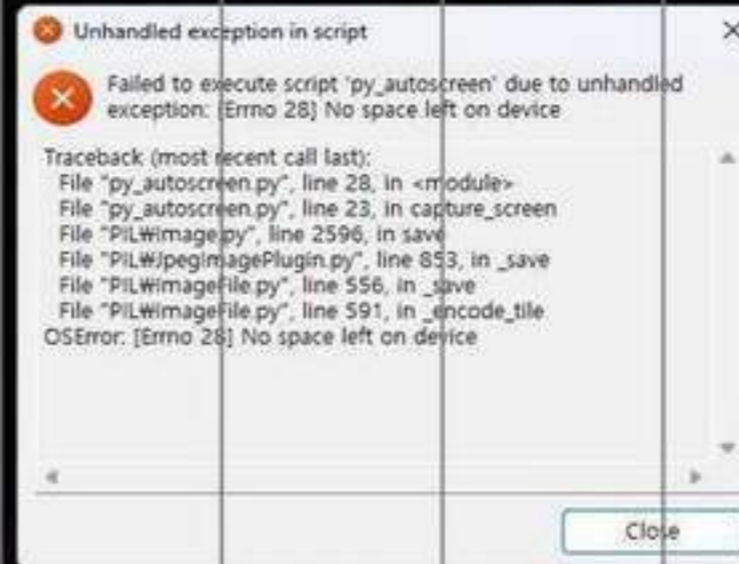 Unhandled exception in script
Failed to execute script 'py_autoscreen' due to unhandled
exception: [Errno 28] No space left on device
Traceback (most recent call last):
File "py_autoscreen.py", line 28, in <module>
File "py_autoscreen.py", line 23, in capture_screen
File "PIL₩Image.py", line 2596, in save
File "PIL₩JpegImagePlugin.py", line 853, in _save
File "PIL₩ImageFile.py", line 556, in _save
File "PIL₩ImageFile.py", line 591, in _encode_tile
OSError: [Errno 28] No space left on device
Close